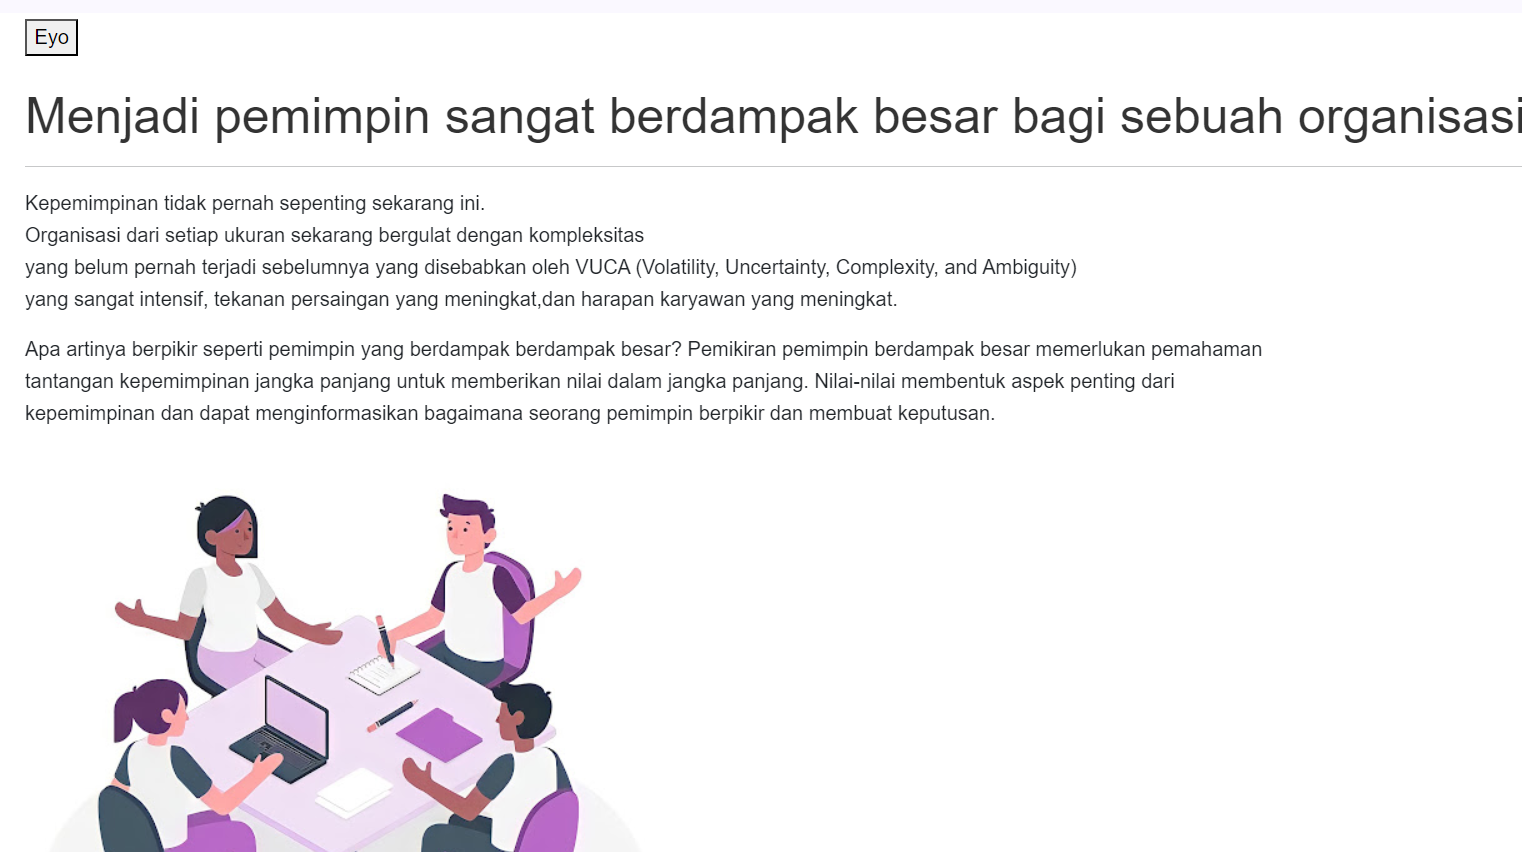 Eyo
Menjadi pemimpin sangat berdampak besar bagi sebuah organisasi
Kepemimpinan tidak pernah sepenting sekarang ini.
Organisasi dari setiap ukuran sekarang bergulat dengan kompleksitas
yang belum pernah terjadi sebelumnya yang disebabkan oleh VUCA (Volatility, Uncertainty, Complexity, and Ambiguity)
yang sangat intensif, tekanan persaingan yang meningkat,dan harapan karyawan yang meningkat.
Apa artinya berpikir seperti pemimpin yang berdampak berdampak besar? Pemikiran pemimpin berdampak besar memerlukan pemahaman
tantangan kepemimpinan jangka panjang untuk memberikan nilai dalam jangka panjang. Nilai-nilai membentuk aspek penting dari
kepemimpinan dan dapat menginformasikan bagaimana seorang pemimpin berpikir dan membuat keputusan.